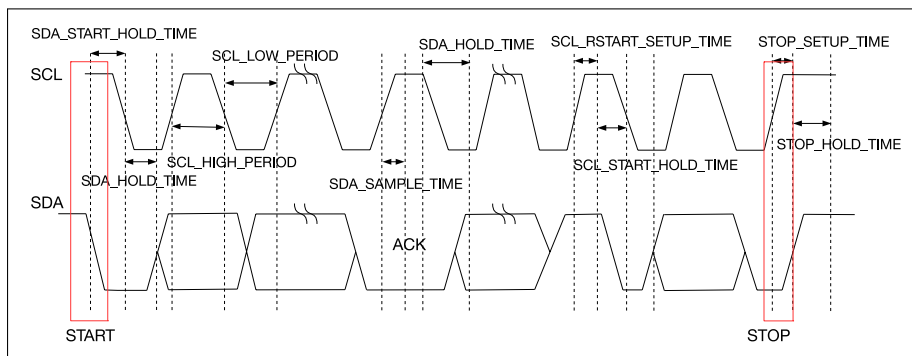 SDA_START_HOLD_TIME
SCL_LOW_PERIOD
SDA_HOLD_TIME
SCL_RSTART_SETUP_TIME
STOP_SETUP_TIME
SCL
SCL_HIGH_PERIOD
STOP_HOLD_TIME
SCL_START_HOLD_TIME
SDA_HOLD_TIME
SDA_SAMPLE_TIME
SDA
ACK
START
STOP